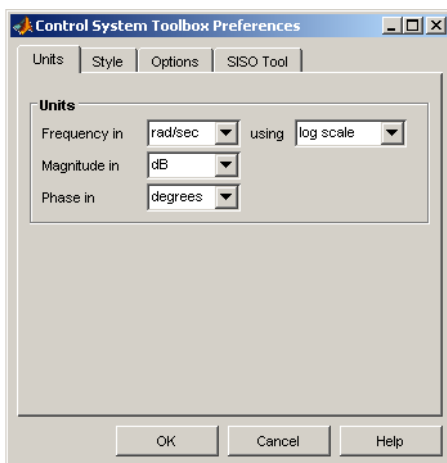 Control System Toolbox Preferences
Units Style Options SISO Tool
Units
Frequency in rad/sec using log scale
Magnitude in dB
Phase in degrees
OK Cancel Help